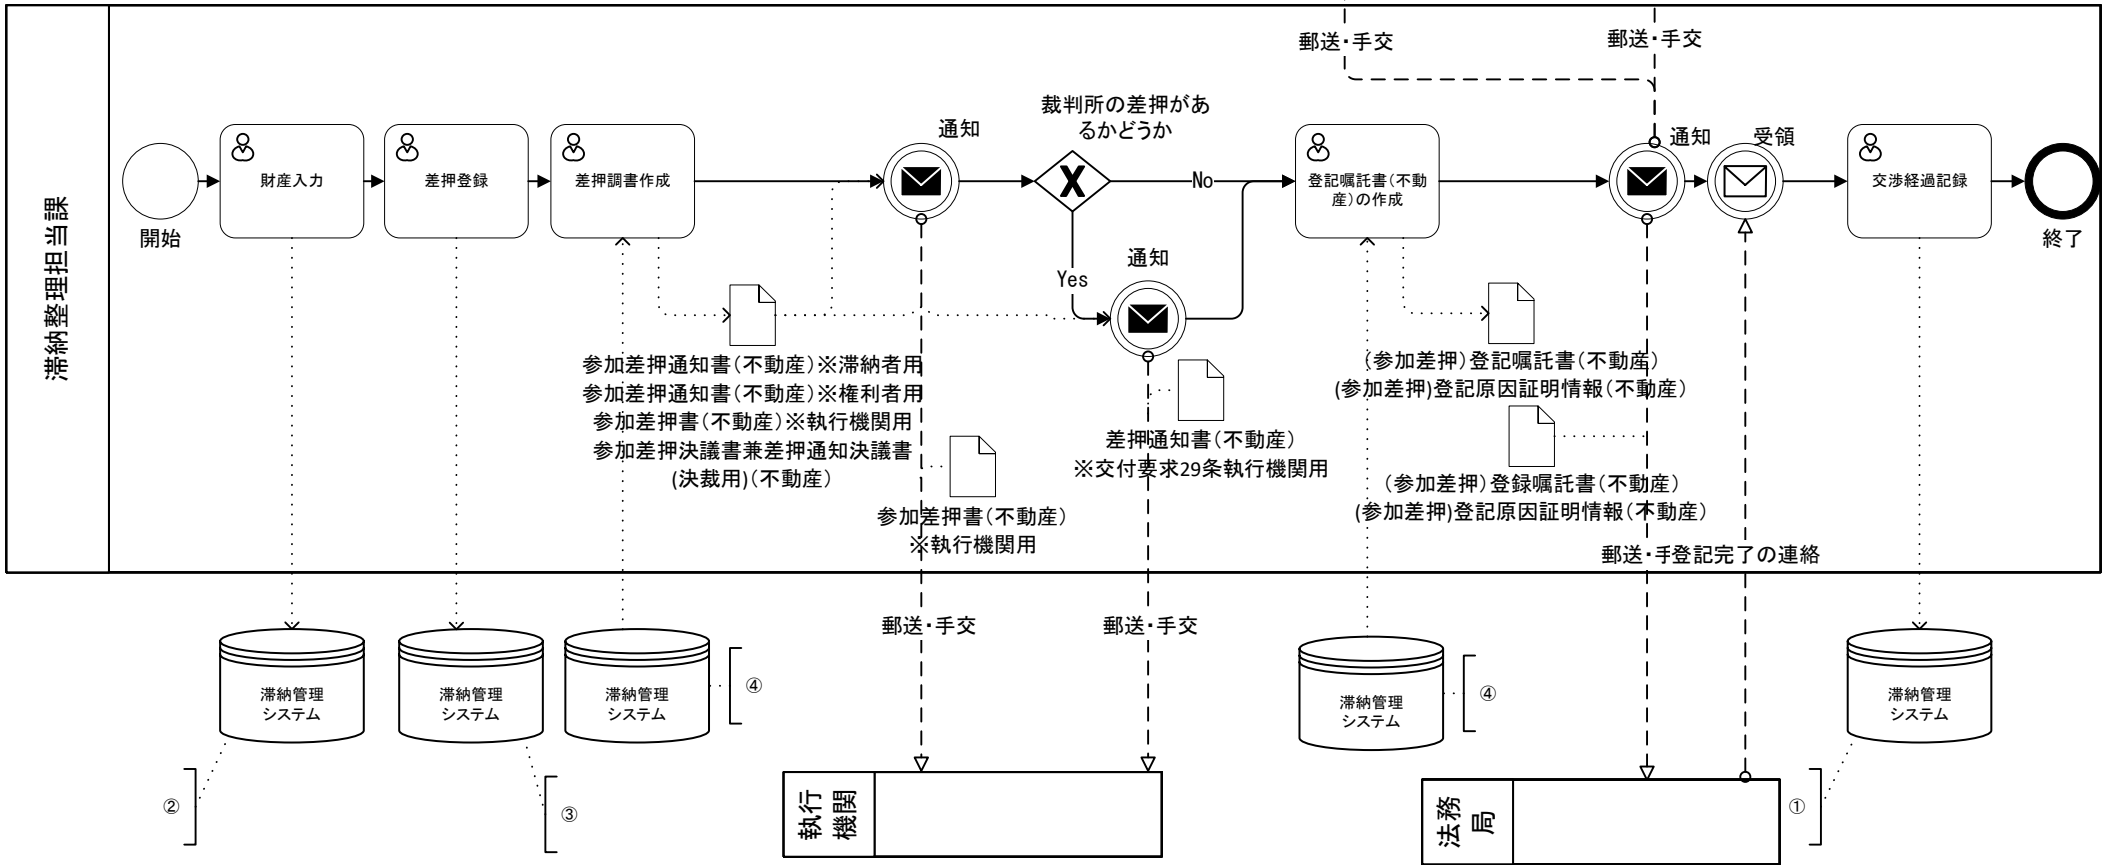 滞納整理担当課
郵送・手交
郵送・手交
裁判所の差押があ
るかどうか
通知
通知
受領
財産入力
差押登録
差押調書作成
No
登記嘱託書(不動
産)の作成
交渉経過記録
開始
終了
Yes
通知
参加差押通知書(不動産)※滞納者用
参加差押通知書(不動産)※権利者用
参加差押書(不動産)※執行機関用
参加差押決議書兼差押通知決議書
(決裁用)(不動産)
参加差押書(不動産)
※執行機関用
差押通知書(不動産)
※交付要求29条執行機関用
(参加差押)登記嘱託書(不動産)
(参加差押)登記原因証明情報(不動産)
(参加差押)登録嘱託書(不動産)
(参加差押)登記原因証明情報(不動産)
郵送・手登記完了の連絡
郵送・手交
郵送・手交
滞納管理
システム
滞納管理
システム
滞納管理
システム
④
滞納管理
システム
④
滞納管理
システム
②
③
執行
機関
法務
局
①